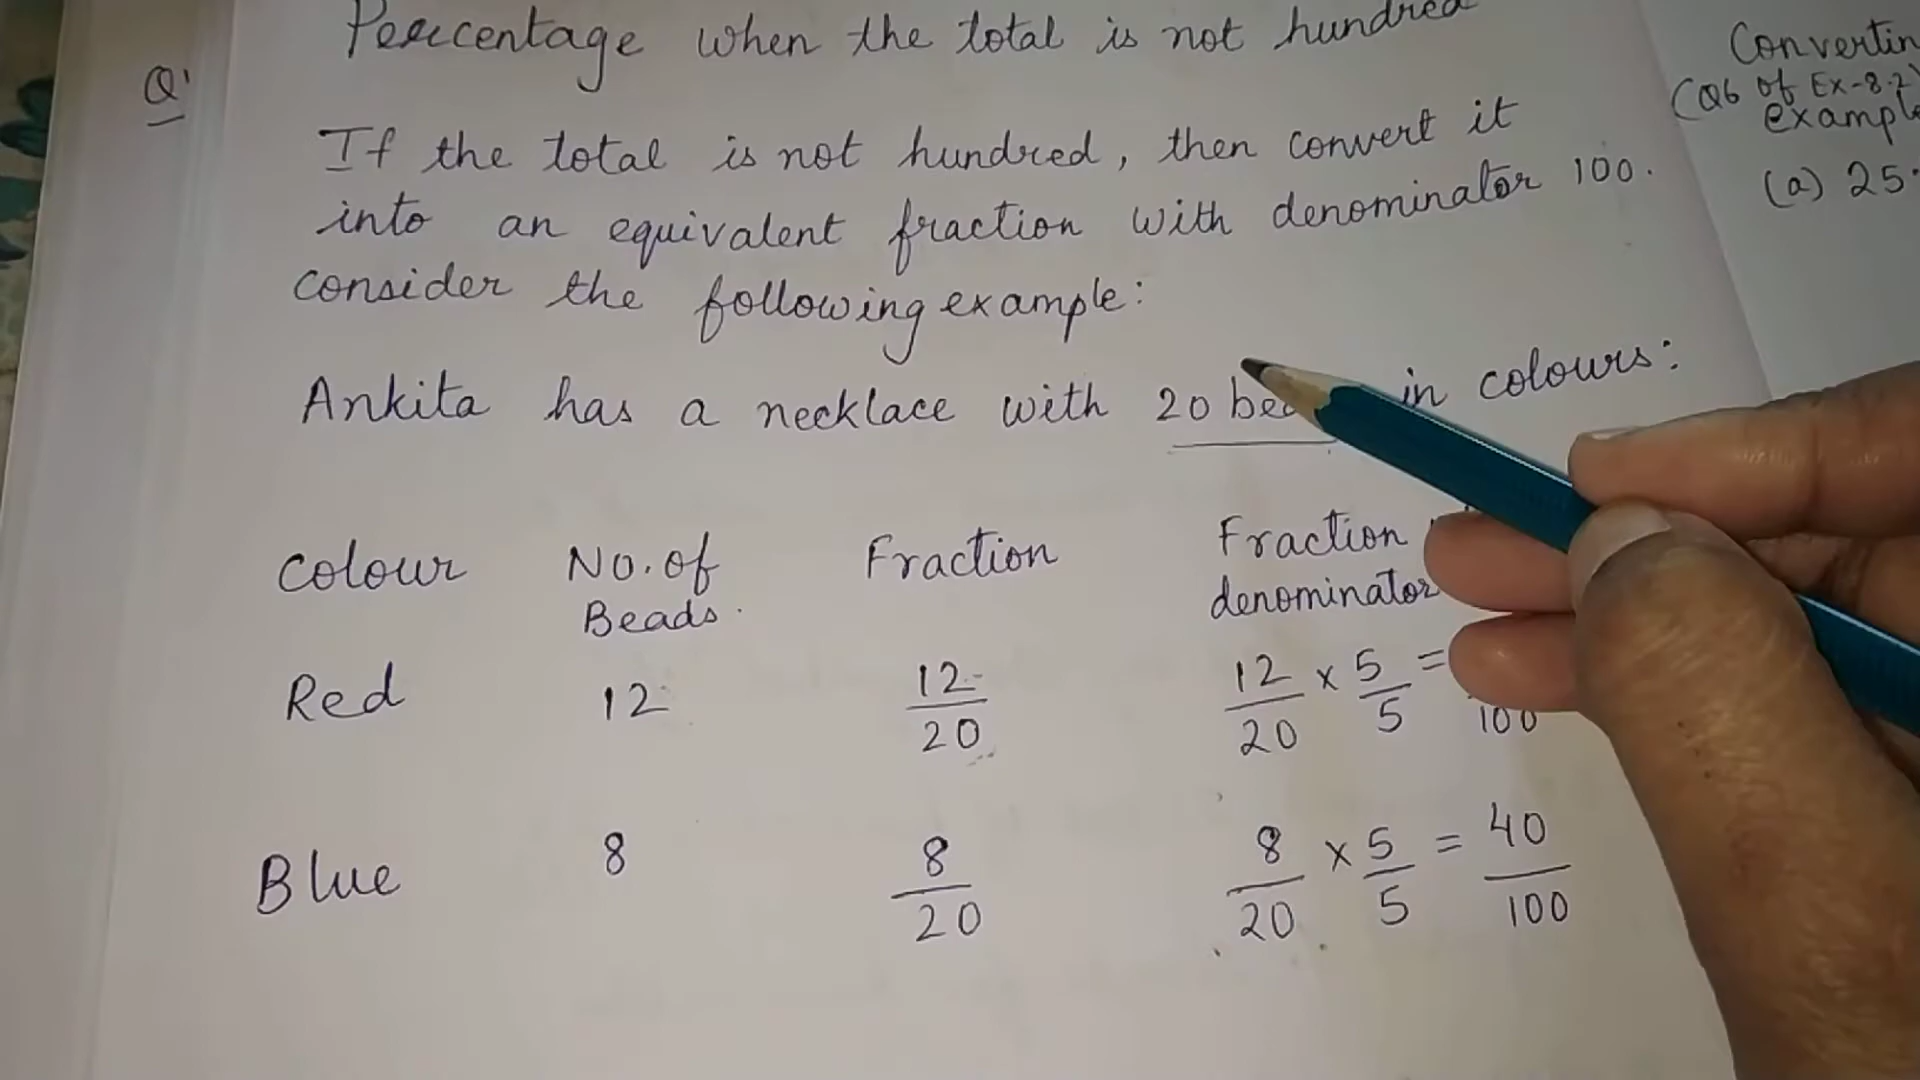 Percentage when the total is not hundred
Q'
If the total is not hundred, then convert it
into an equivalent fraction with denominator 100.
consider the following example:
Ankita has a necklace with 20 in colours:
Colour No. of Fraction Fraction
Beads. denominator
Red 12 12/20 12/20 x 5/5 = 100
Blue 8 8/20 8/20 x 5/5 = 40/100
(Q6 of Ex-8.2)
(a) 25